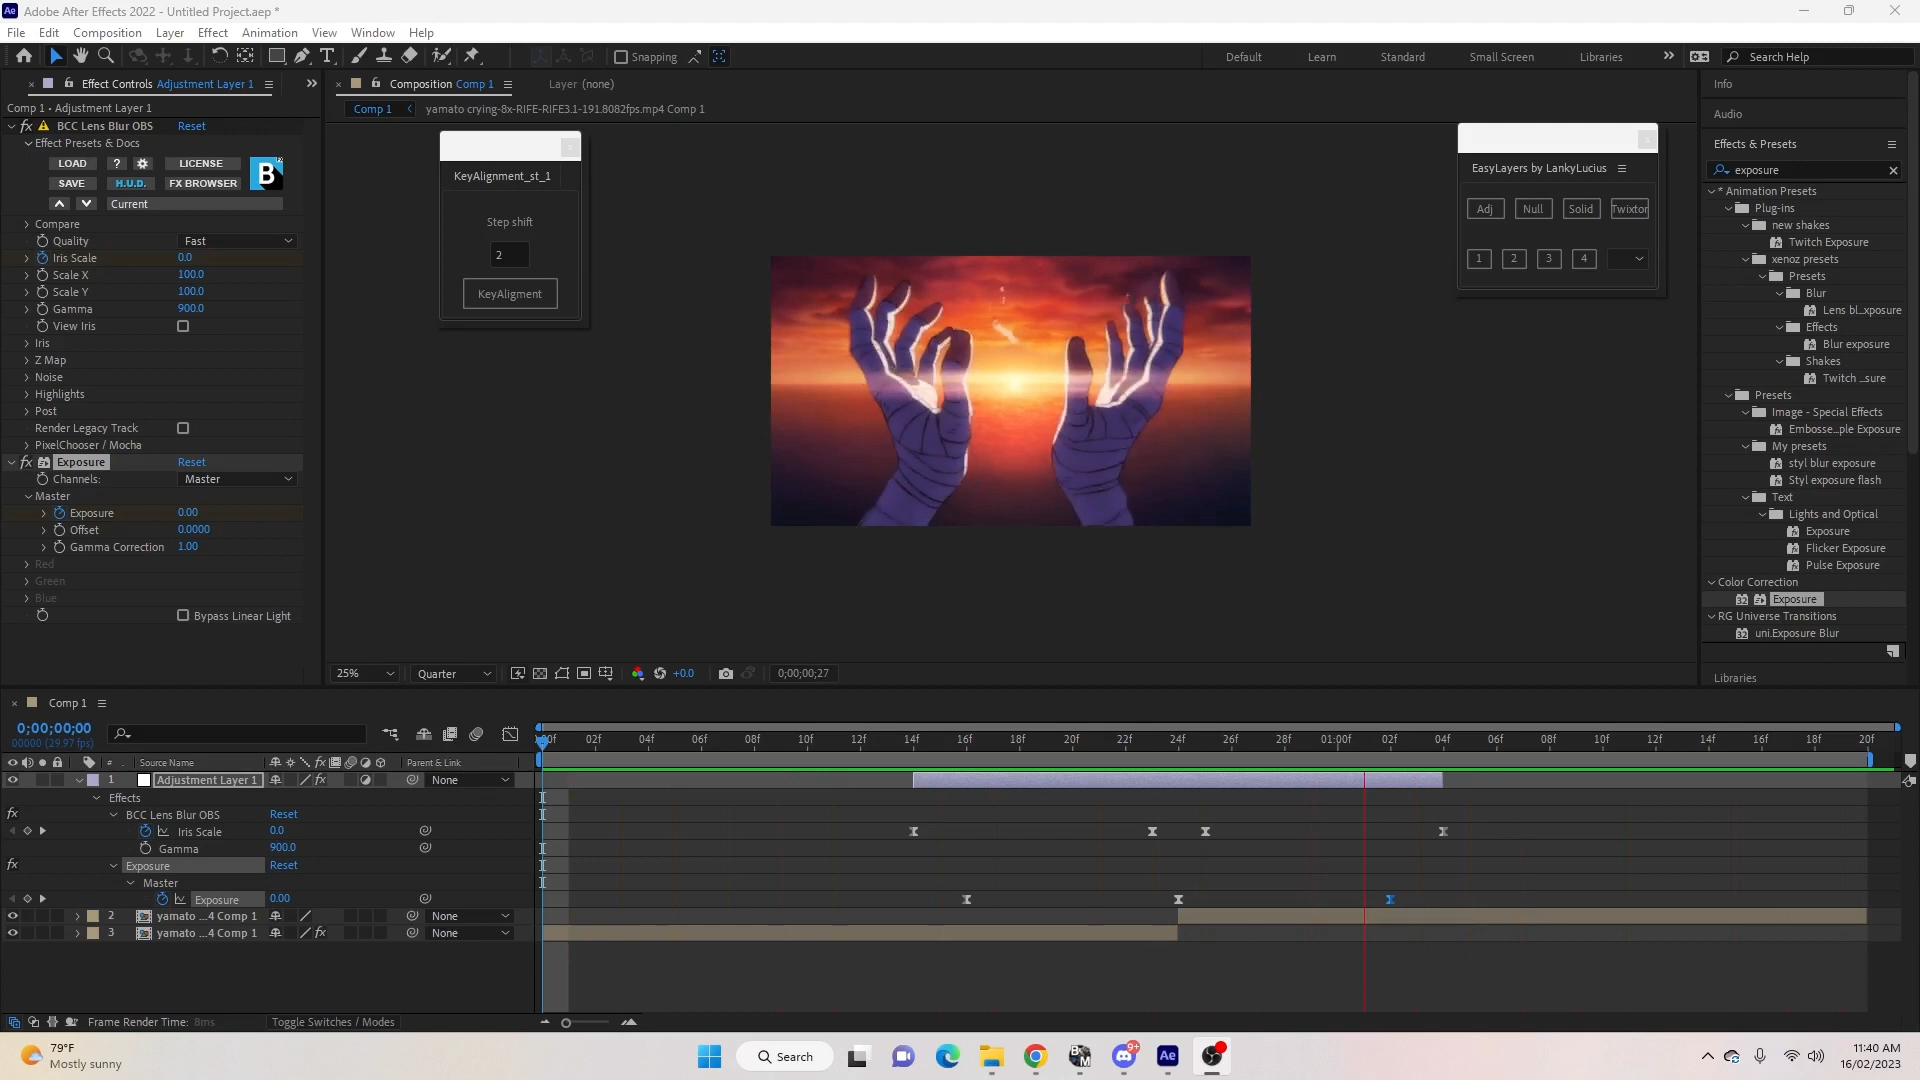 Adobe After Effects 2022 - Untitled Project.aep *
File Edit Composition Layer Effect Animation View Window Help
Snapping
Default Learn Standard Small Screen Libraries
Search Help
Effect Controls Adjustment Layer 1
Comp 1 • Adjustment Layer 1
BCC Lens Blur OBS Reset
Effect Presets & Docs
LOAD ? LICENSE
SAVE H.U.D. FX BROWSER
B
Current
Compare
Quality Fast
Iris Scale 0.0
Scale X 100.0
Scale Y 100.0
Gamma 900.0
View Iris
Iris
Z Map
Noise
Highlights
Post
Render Legacy Track
PixelChooser / Mocha
Exposure Reset
Channels: Master
Master
Exposure 0.00
Offset 0.0000
Gamma Correction 1.00
Red
Green
Blue
Bypass Linear Light
Composition Comp 1
Layer (none)
Comp 1 yamato crying-8x-RIFE-RIFE3.1-191.8082fps.mp4 Comp 1
KeyAlignment_st_1
Step shift
2
KeyAligment
EasyLayers by LankyLucius
Adj Null Solid Twixtor
1 2 3 4
25% Quarter +0.0 0;00;00;27
Info
Audio
Effects & Presets
exposure
* Animation Presets
Plug-ins
new shakes
Twitch Exposure
xenoz presets
Presets
Blur
Lens bl...xposure
Effects
Blur exposure
Shakes
Twitch ...sure
Presets
Image - Special Effects
Embosse...ple Exposure
My presets
styl blur exposure
Styl exposure flash
Text
Lights and Optical
Exposure
Flicker Exposure
Pulse Exposure
Color Correction
32 Exposure
RG Universe Transitions
32 uni.Exposure Blur
Libraries
Comp 1
0;00;00;00
00000 (29.97 fps)
:00f 02f 04f 06f 08f 10f 12f 14f 16f 18f 20f 22f 24f 26f 28f 01:00f 02f 04f 06f 08f 10f 12f 14f 16f 18f 20f
# Source Name Parent & Link
1 Adjustment Layer 1 None
Effects
BCC Lens Blur OBS Reset
Iris Scale 0.0
Gamma 900.0
Exposure Reset
Master
Exposure 0.00
2 yamato ...4 Comp 1 None
3 yamato ...4 Comp 1 None
Frame Render Time: 8ms Toggle Switches / Modes
79°F
Mostly sunny
Search
9+
Ae
11:40 AM
16/02/2023